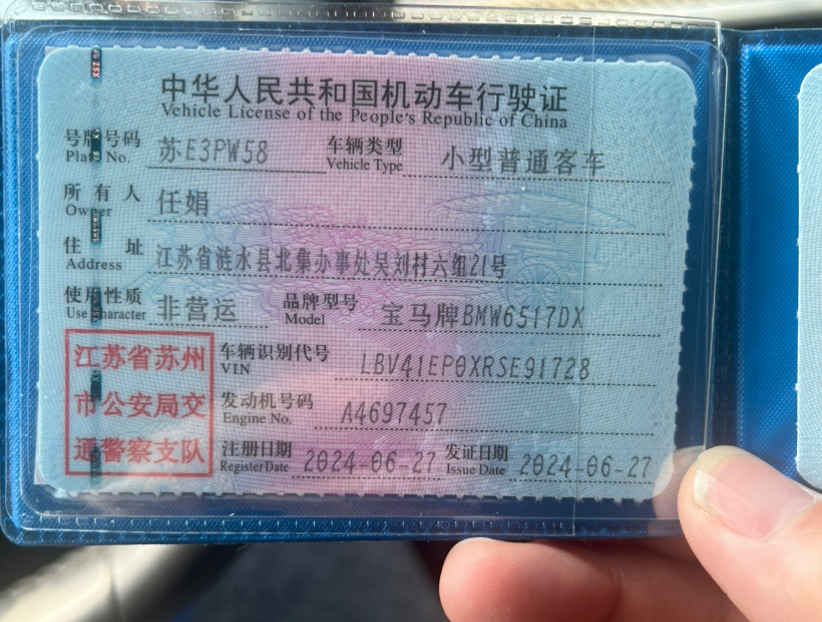 中华人民共和国机动车行驶证
Vehicle License of the People's Republic of China
号牌号码 苏E3PW58 车辆类型 小型普通客车
Plate No. Vehicle Type
所有人 任娟
Owner
住址 江苏省涟水县北集办事处吴刘村六组21号
Address
使用性质 非营运 品牌型号 宝马牌BMW6517DX
Use Character Model
江苏省苏州
市公安局交
通警察支队
车辆识别代号 LBV41EP0XRSE91728
VIN
发动机号码 A4697457
Engine No.
注册日期 2024-06-27 发证日期 2024-06-27
Register Date Issue Date